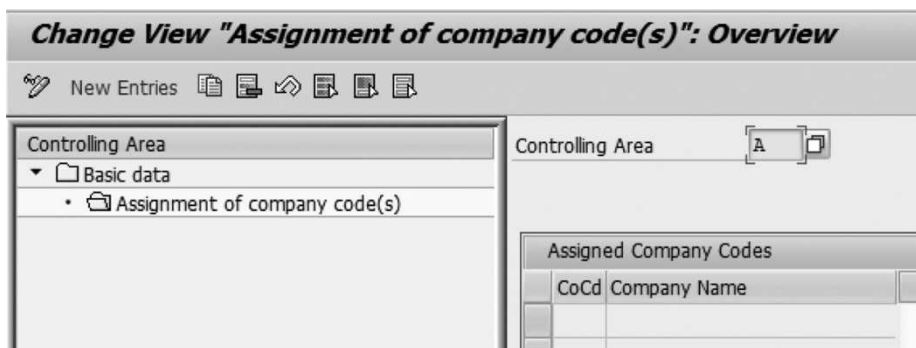 Change View "Assignment of company code(s)": Overview
New Entries
Controlling Area
Basic data
Assignment of company code(s)
Controlling Area A
Assigned Company Codes
CoCd Company Name